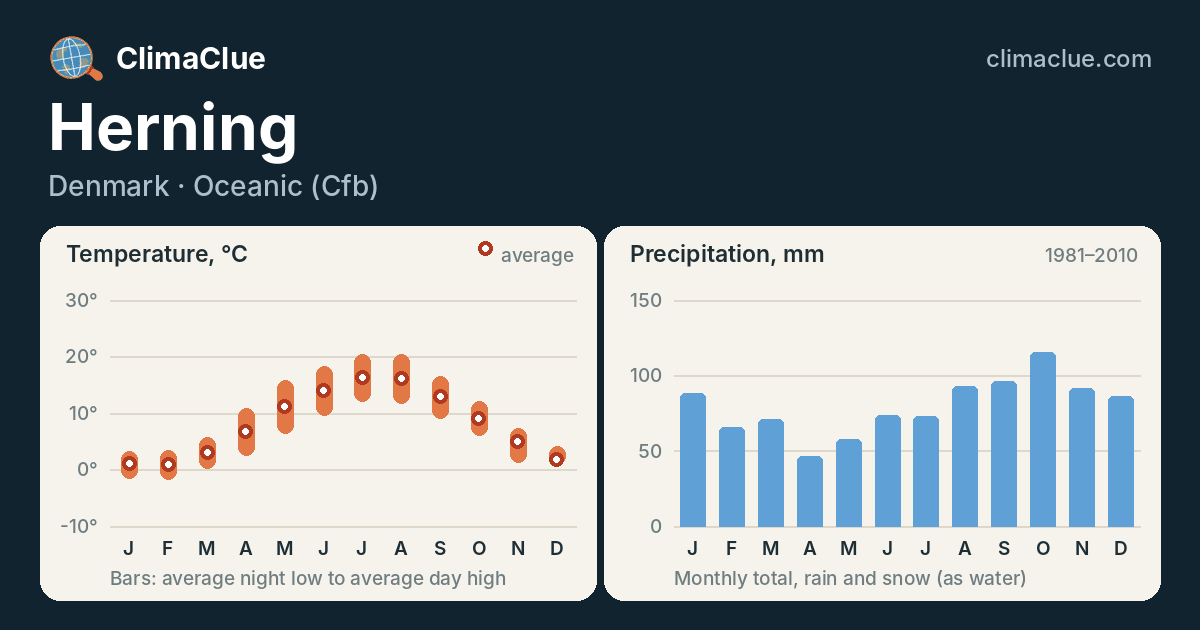 ClimaClue
climaclue.com
Herning
Denmark · Oceanic (Cfb)
Temperature, °C
average
30°
20°
10°
0°
-10°
J F M A M J J A S O N D
Bars: average night low to average day high
Precipitation, mm
1981–2010
150
100
50
0
J F M A M J J A S O N D
Monthly total, rain and snow (as water)